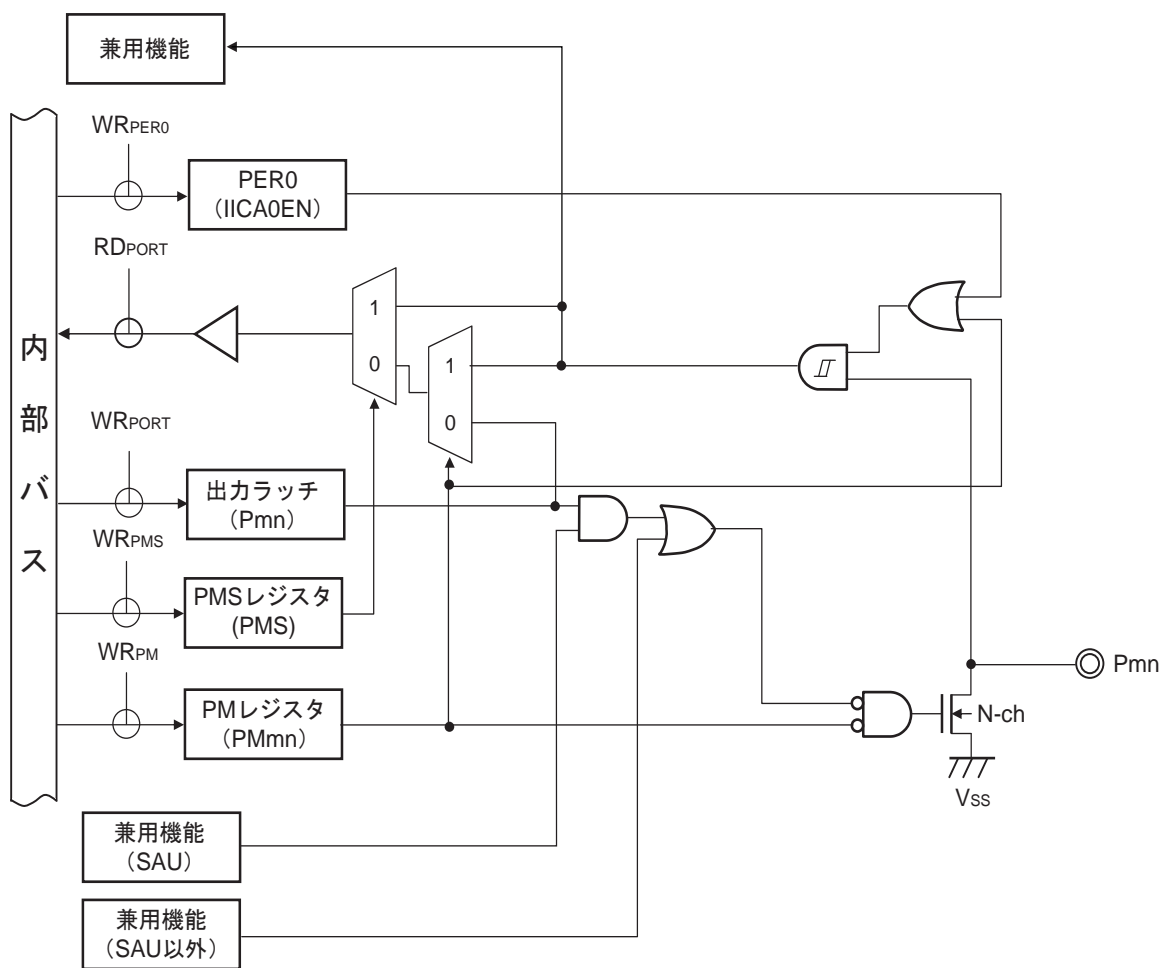 兼用機能
WRPER0
PER0
（IICA0EN）
RDPORT
1
0
1
0
内部バス
WRPORT
出力ラッチ
（Pmn）
WRPMS
PMSレジスタ
(PMS)
WRPM
PMレジスタ
（PMmn）
Pmn
N-ch
VSS
兼用機能
（SAU）
兼用機能
（SAU以外）